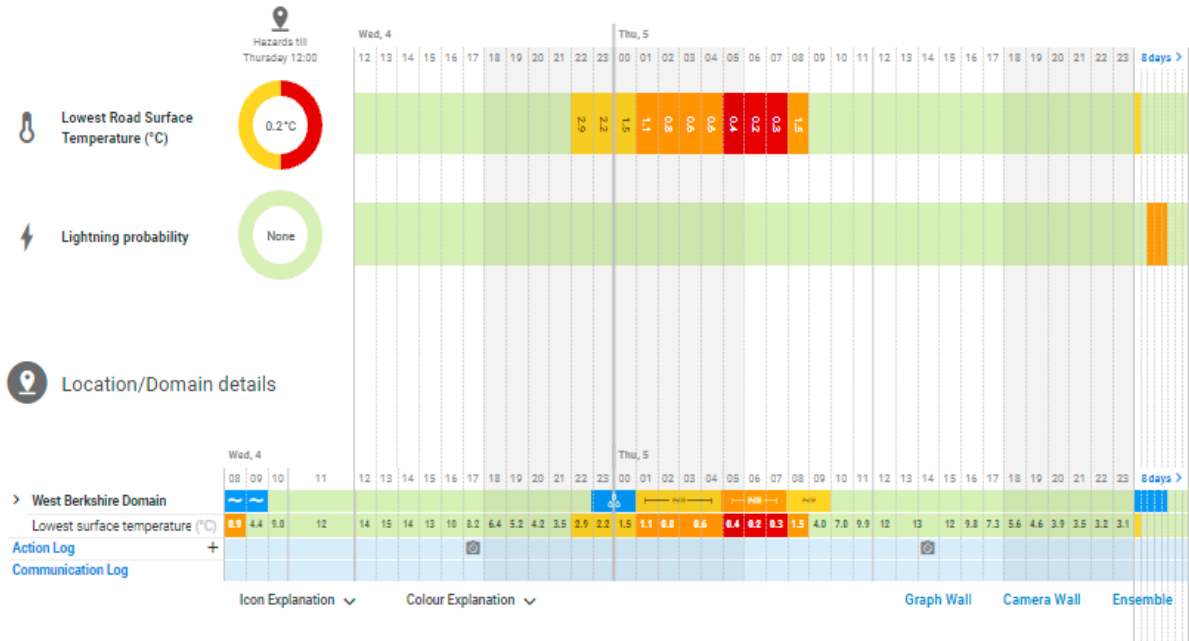 Hazards till
Thursday 12:00
Wed, 4 Thu, 5
12 13 14 15 16 17 18 19 20 21 22 23 00 01 02 03 04 05 06 07 08 09 10 11 12 13 14 15 16 17 18 19 20 21 22 23 8 days >
Lowest Road Surface
Temperature (°C)
0.2°C
2.9 2.2 1.5 1.1 0.8 0.6 0.6 0.4 0.2 0.3 1.5
Lightning probability
None
Location/Domain details
Wed, 4 Thu, 5
08 09 10 11 12 13 14 15 16 17 18 19 20 21 22 23 00 01 02 03 04 05 06 07 08 09 10 11 12 13 14 15 16 17 18 19 20 21 22 23 8 days >
> West Berkshire Domain
Lowest surface temperature (°C) 0.9 4.4 9.0 12 14 15 14 13 10 8.2 6.4 5.2 4.2 3.5 2.9 2.2 1.5 1.1 0.8 0.6 0.4 0.2 0.3 1.5 4.0 7.0 9.9 12 13 12 9.8 7.3 5.6 4.6 3.9 3.5 3.2 3.1
Action Log +
Communication Log
Icon Explanation Colour Explanation Graph Wall Camera Wall Ensemble